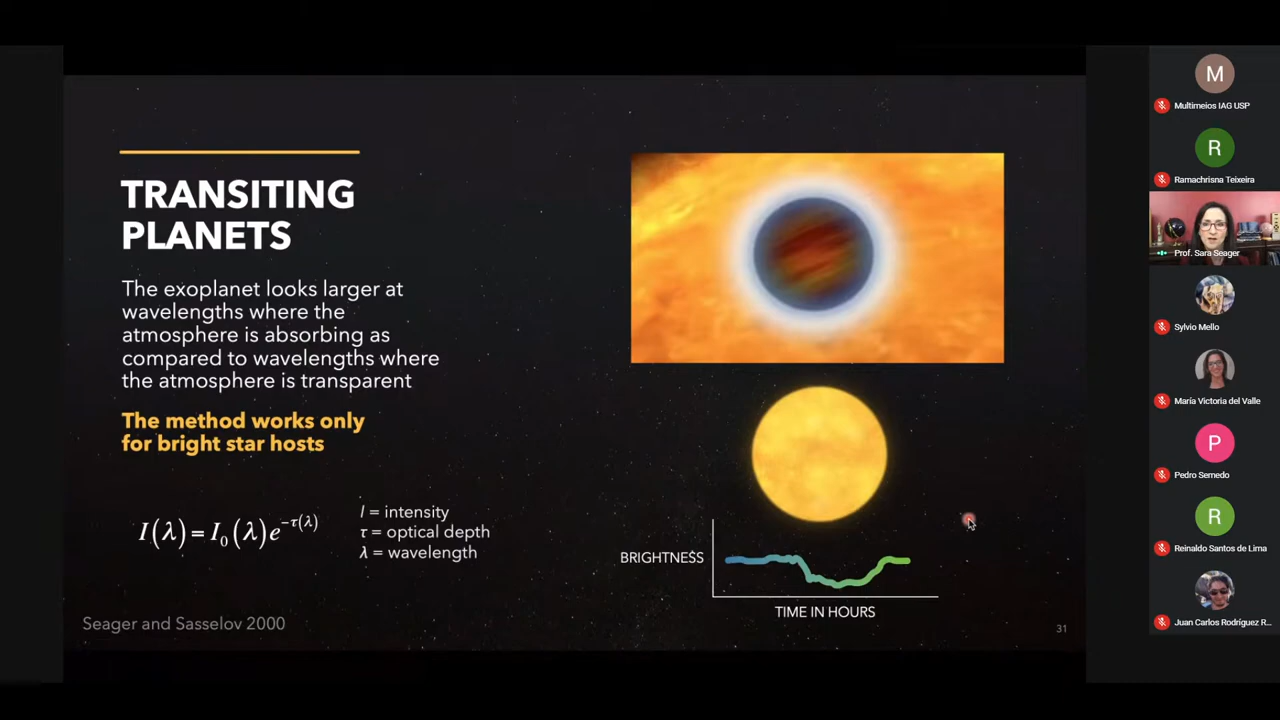 TRANSITING
PLANETS
The exoplanet looks larger at
wavelengths where the
atmosphere is absorbing as
compared to wavelengths where
the atmosphere is transparent
The method works only
for bright star hosts
I(λ) = I₀(λ)e^{−τ(λ)}
I = intensity
τ = optical depth
λ = wavelength
Seager and Sasselov 2000
BRIGHTNESS
TIME IN HOURS
31
M
Multimeios IAG USP
R
Ramachrisna Teixeira
Prof. Sara Seager
Sylvio Mello
María Victoria del Valle
P
Pedro Semedo
R
Reinaldo Santos de Lima
Juan Carlos Rodríguez R...